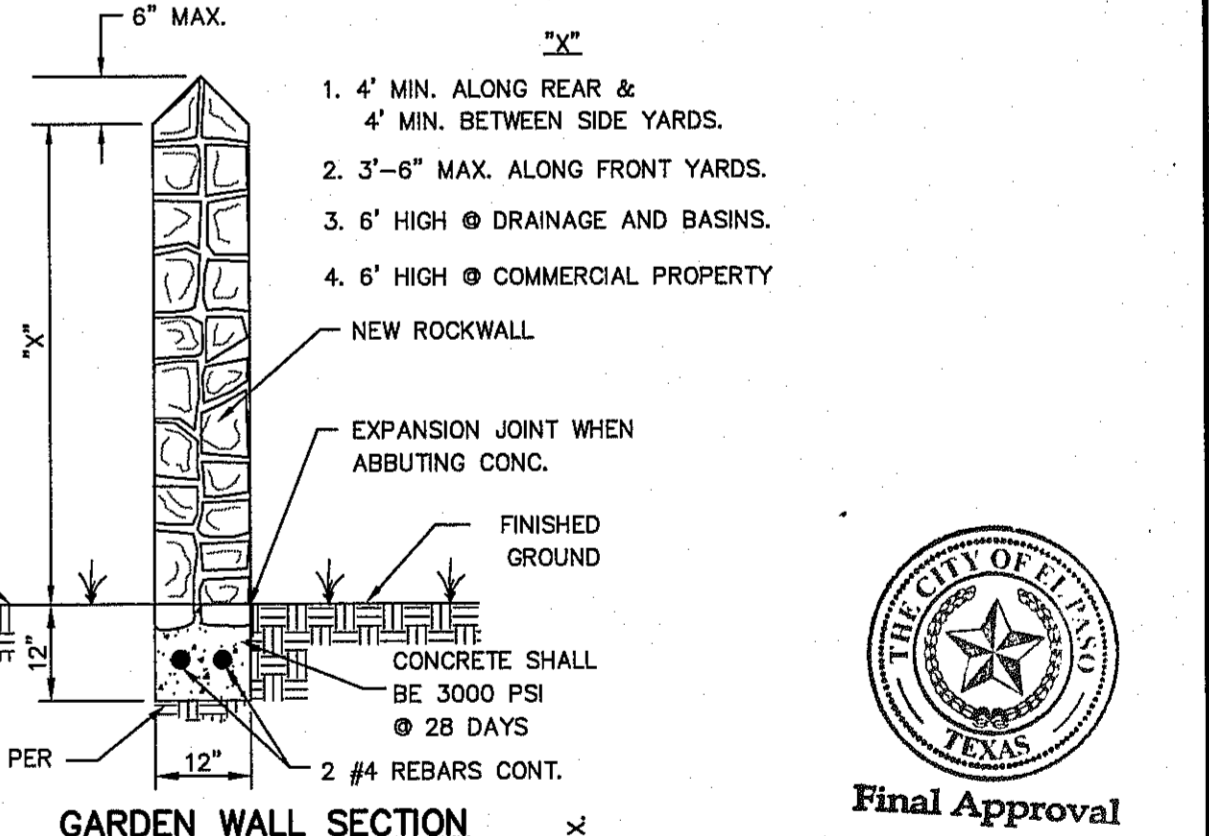 6" MAX.
"X"
1. 4' MIN. ALONG REAR &
4' MIN. BETWEEN SIDE YARDS.
2. 3'-6" MAX. ALONG FRONT YARDS.
3. 6' HIGH @ DRAINAGE AND BASINS.
4. 6' HIGH @ COMMERCIAL PROPERTY
"X"
NEW ROCKWALL
EXPANSION JOINT WHEN
ABBUTING CONC.
FINISHED
GROUND
12"
CONCRETE SHALL
BE 3000 PSI
@ 28 DAYS
PER
12"
2 #4 REBARS CONT.
GARDEN WALL SECTION
THE CITY OF EL PASO
TEXAS
Final Approval